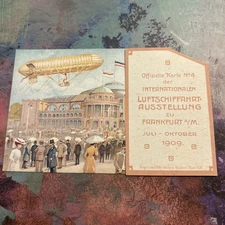 Offizielle Karte No 4
der
INTERNATIONALEN
LUFTSCHIFFAHRT-
AUSSTELLUNG
ZU
FRANKFURT A/M.
JULI - OKTOBER
1909